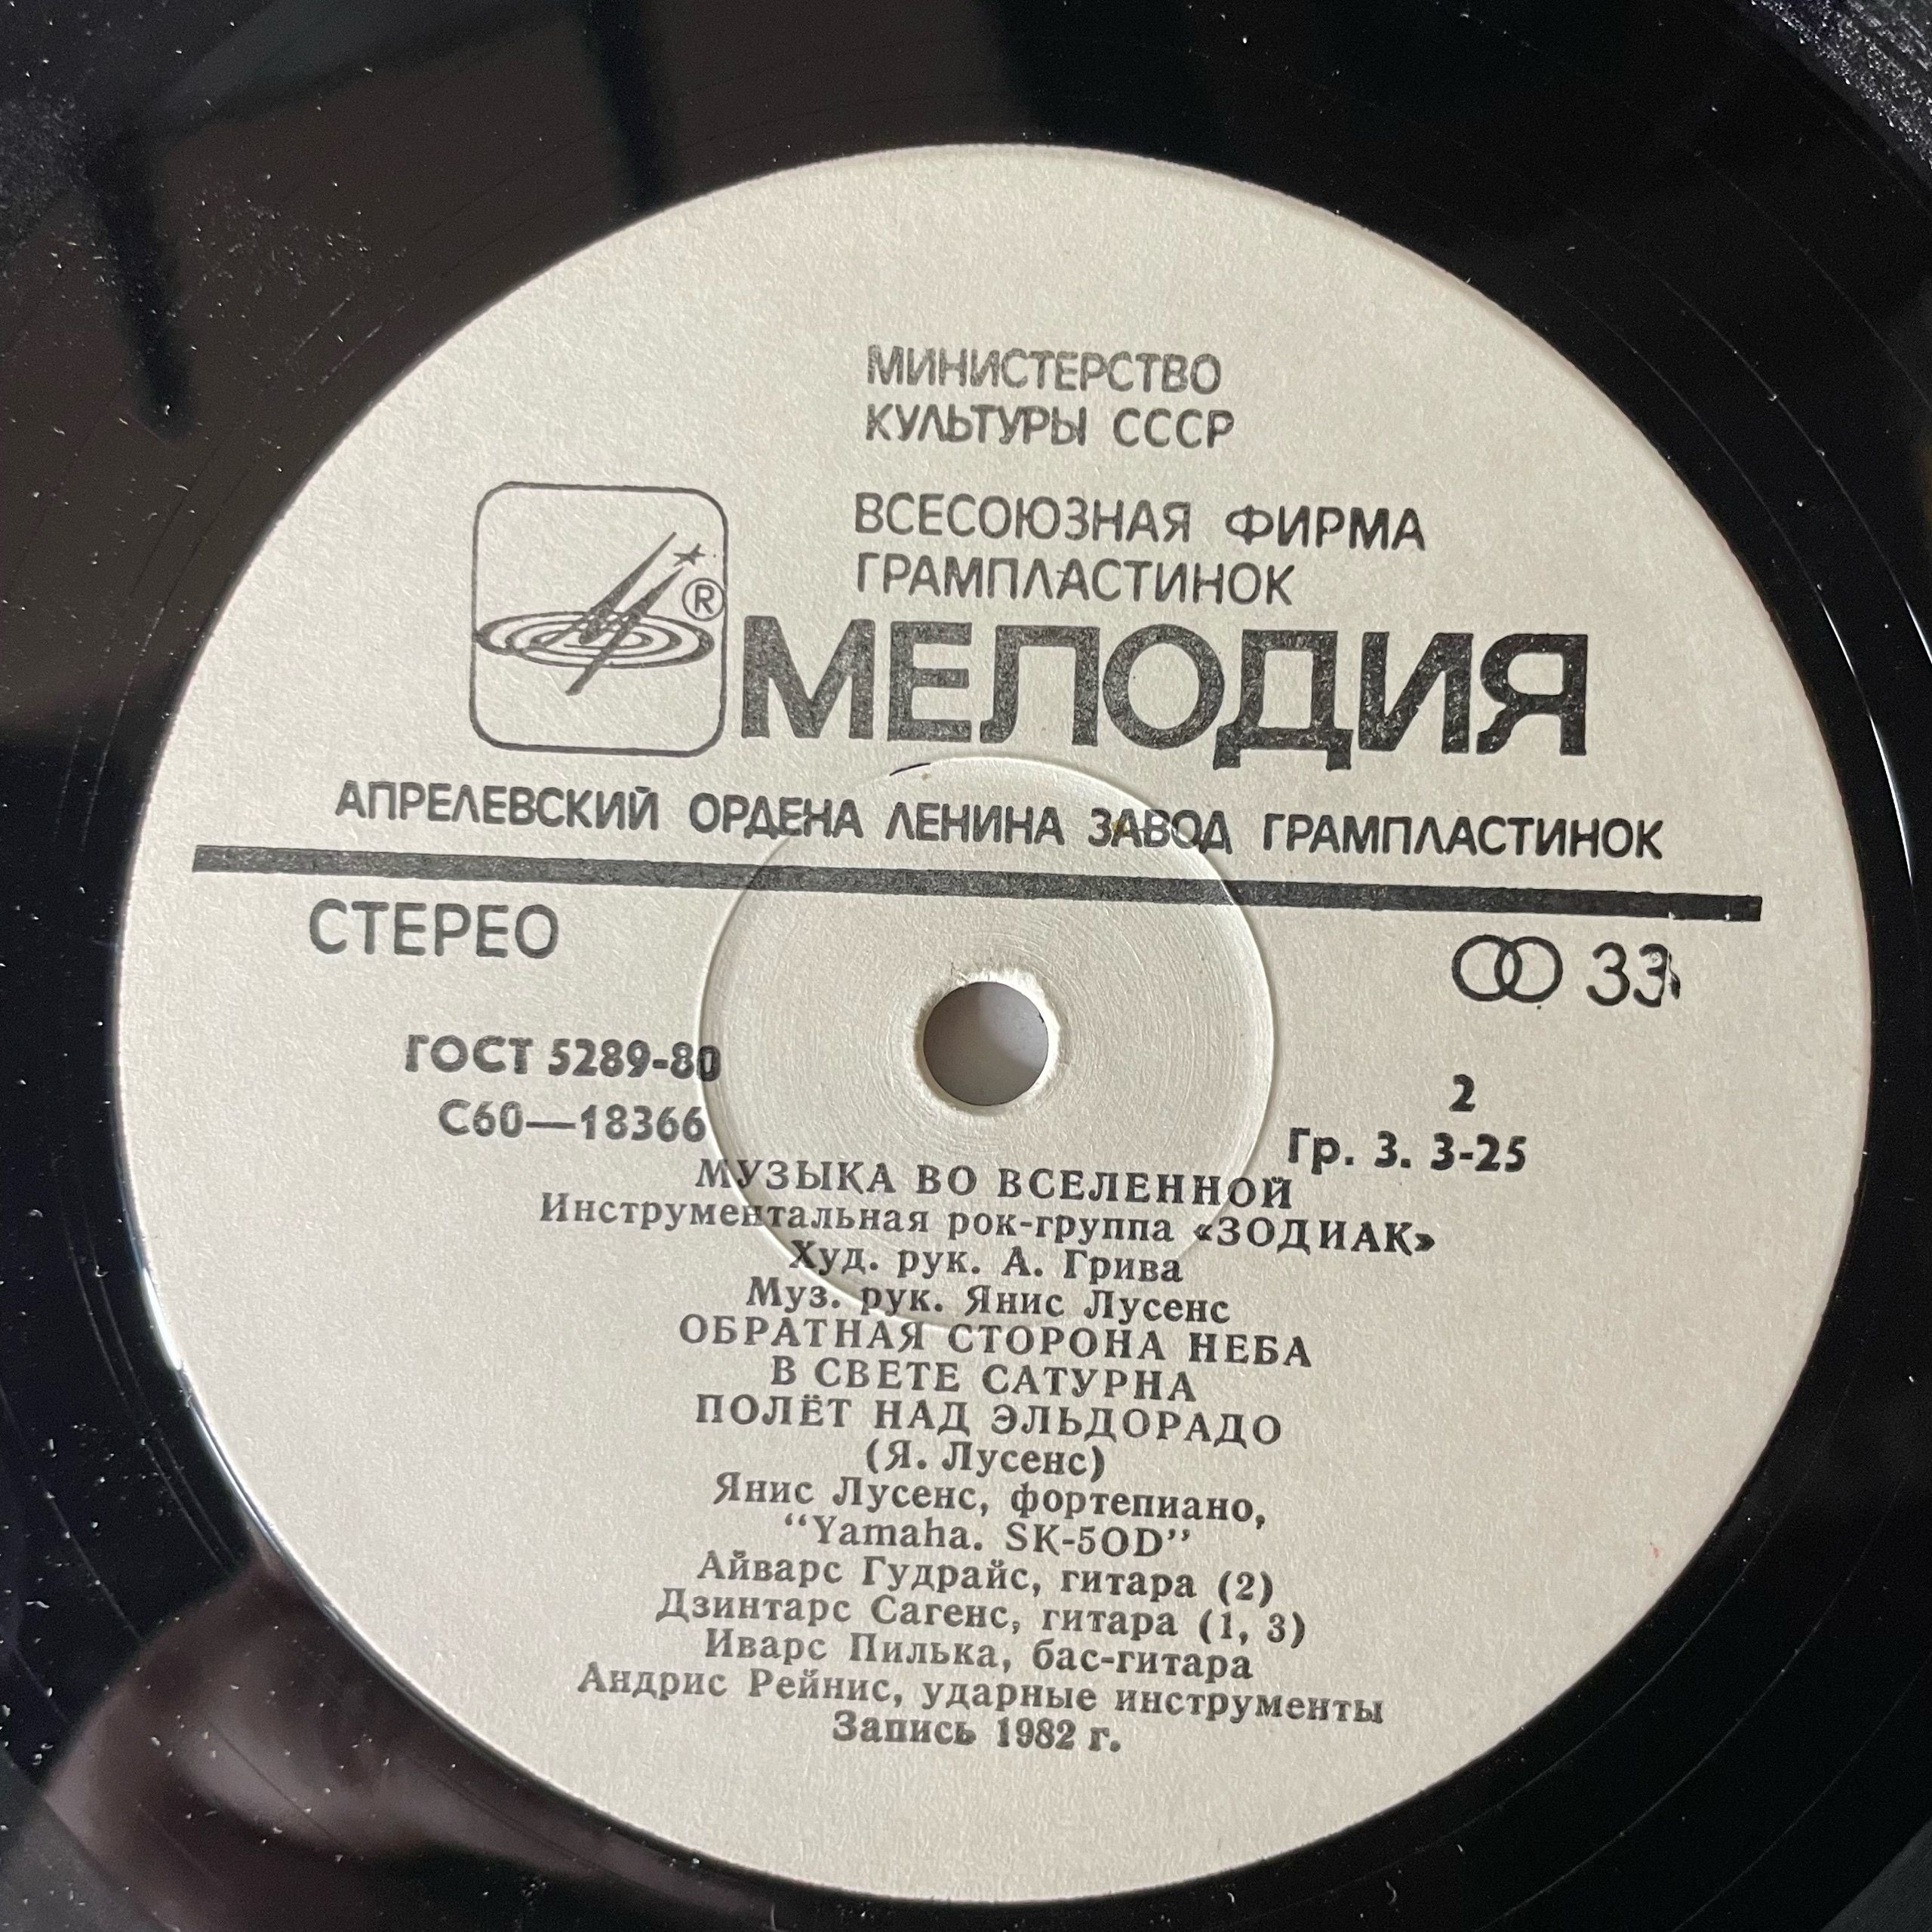 МИНИСТЕРСТВО
КУЛЬТУРЫ СССР
ВСЕСОЮЗНАЯ ФИРМА
ГРАМПЛАСТИНОК
®
МЕЛОДИЯ
АПРЕЛЕВСКИЙ ОРДЕНА ЛЕНИНА ЗАВОД ГРАМПЛАСТИНОК
СТЕРЕО
33
ГОСТ 5289-80
2
С60—18366
Гр. 3. 3-25
МУЗЫКА ВО ВСЕЛЕННОЙ
Инструментальная рок-группа «ЗОДИАК»
Худ. рук. А. Грива
Муз. рук. Янис Лусенс
ОБРАТНАЯ СТОРОНА НЕБА
В СВЕТЕ САТУРНА
ПОЛЁТ НАД ЭЛЬДОРАДО
(Я. Лусенс)
Янис Лусенс, фортепиано,
“Yamaha. SK-5OD”
Айварс Гудрайс, гитара (2)
Дзинтарс Сагенс, гитара (1, 3)
Иварс Пилька, бас-гитара
Андрис Рейнис, ударные инструменты
Запись 1982 г.